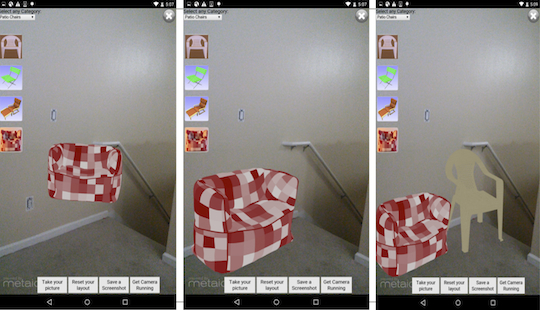 5:07
Select any Category:
Patio Chairs
Take your
picture
Reset your
layout
Save a
Screenshot
Get Camera
Running
metaio
5:07
Select any Category:
Patio Chairs
Take your
picture
Reset your
layout
Save a
Screenshot
Get Camera
Running
metaio
5:09
Select any Category:
Patio Chairs
Take your
picture
Reset your
layout
Save a
Screenshot
Get Camera
Running
metaio